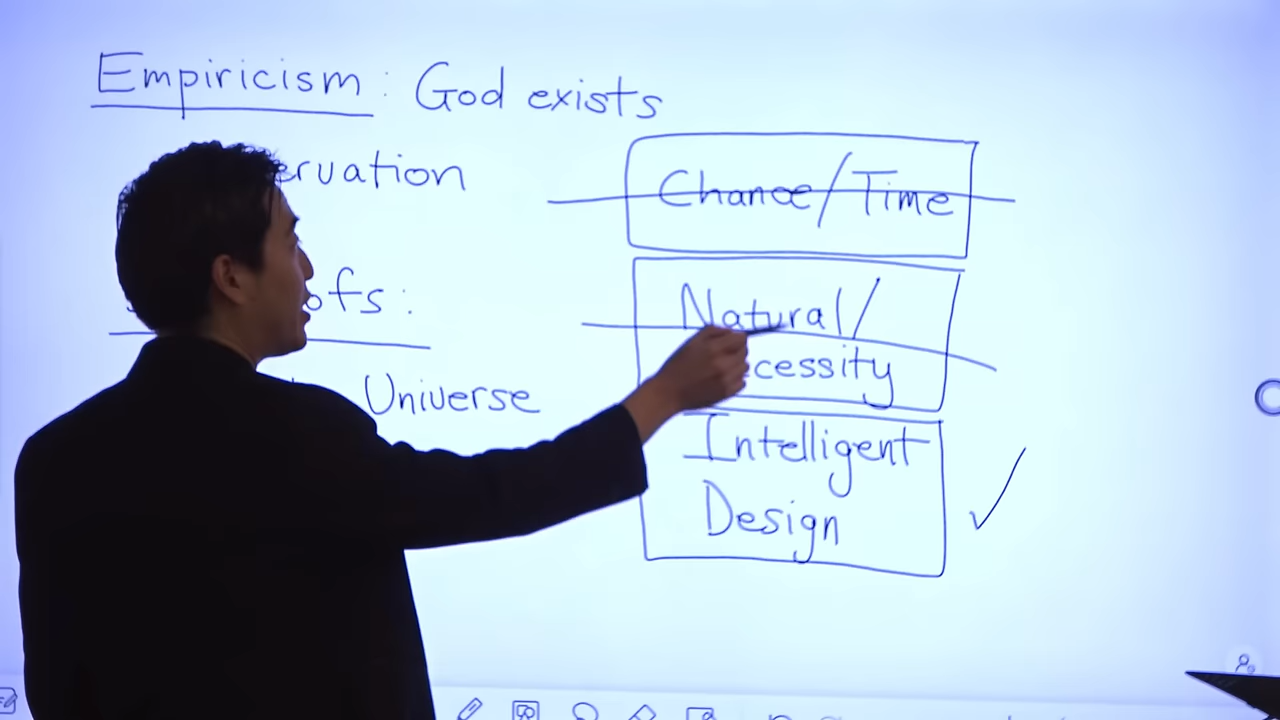 Empiricism: God exists
ervation
ofs:
Universe
Chance/Time
Natural/
cessity
Intelligent
Design